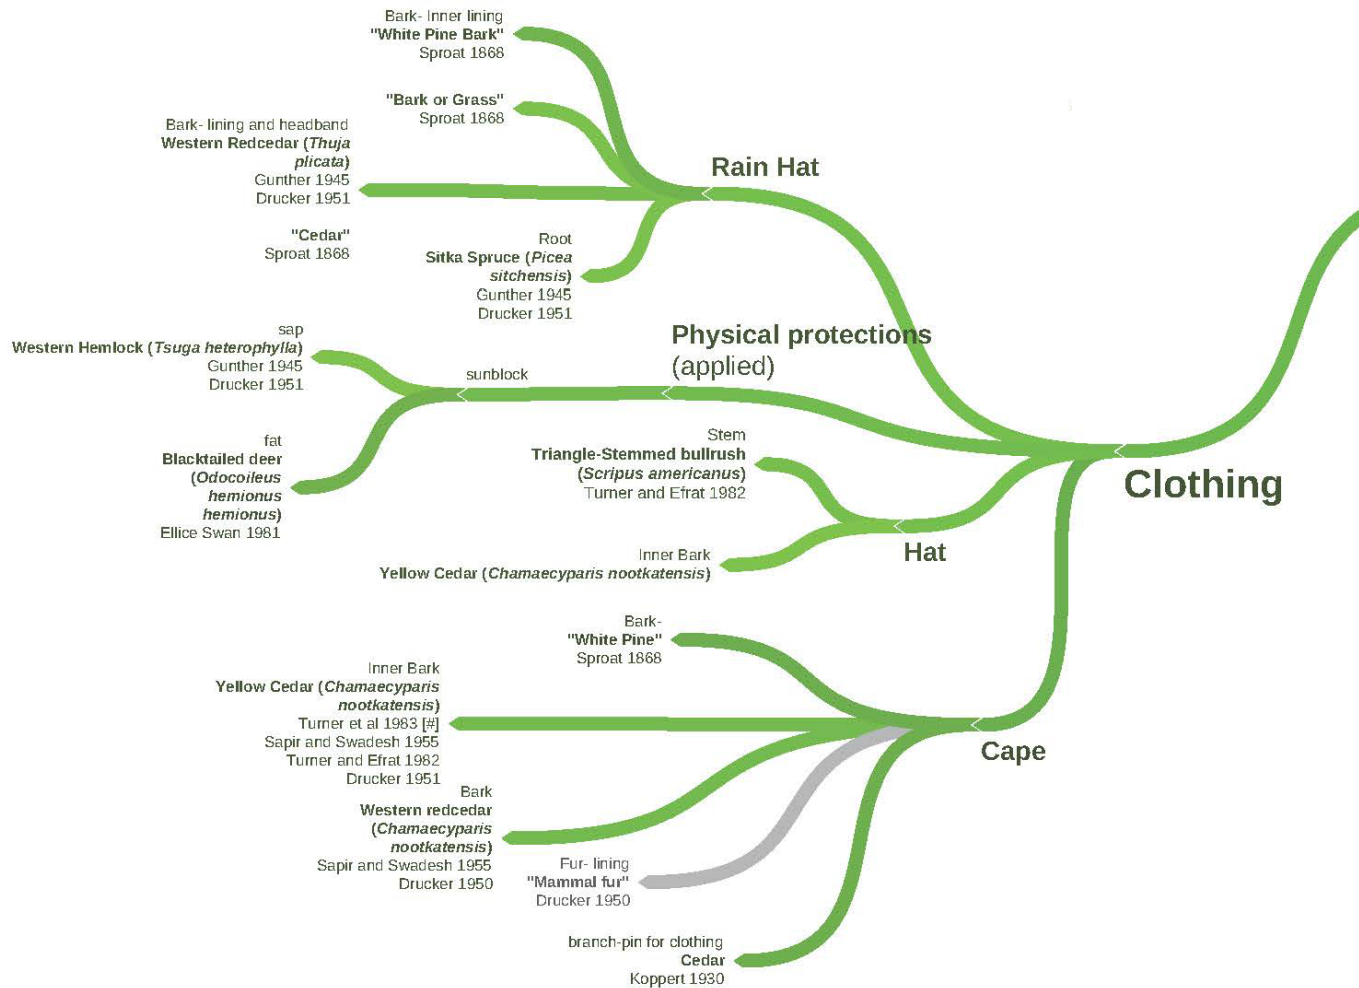 Bark- Inner lining
"White Pine Bark"
Sproat 1868
"Bark or Grass"
Sproat 1868
Bark- lining and headband
Western Redcedar (Thuja
plicata)
Gunther 1945
Drucker 1951
"Cedar"
Sproat 1868
Root
Sitka Spruce (Picea
sitchensis)
Gunther 1945
Drucker 1951
Rain Hat
sap
Western Hemlock (Tsuga heterophylla)
Gunther 1945
Drucker 1951
fat
Blacktailed deer
(Odocoileus
hemionus
hemionus)
Ellice Swan 1981
sunblock
Physical protections
(applied)
Stem
Triangle-Stemmed bullrush
(Scripus americanus)
Turner and Efrat 1982
Inner Bark
Yellow Cedar (Chamaecyparis nootkatensis)
Hat
Clothing
Bark-
"White Pine"
Sproat 1868
Inner Bark
Yellow Cedar (Chamaecyparis
nootkatensis)
Turner et al 1983 [#]
Sapir and Swadesh 1955
Turner and Efrat 1982
Drucker 1951
Bark
Western redcedar
(Chamaecyparis
nootkatensis)
Sapir and Swadesh 1955
Drucker 1950
Fur- lining
"Mammal fur"
Drucker 1950
branch-pin for clothing
Cedar
Koppert 1930
Cape